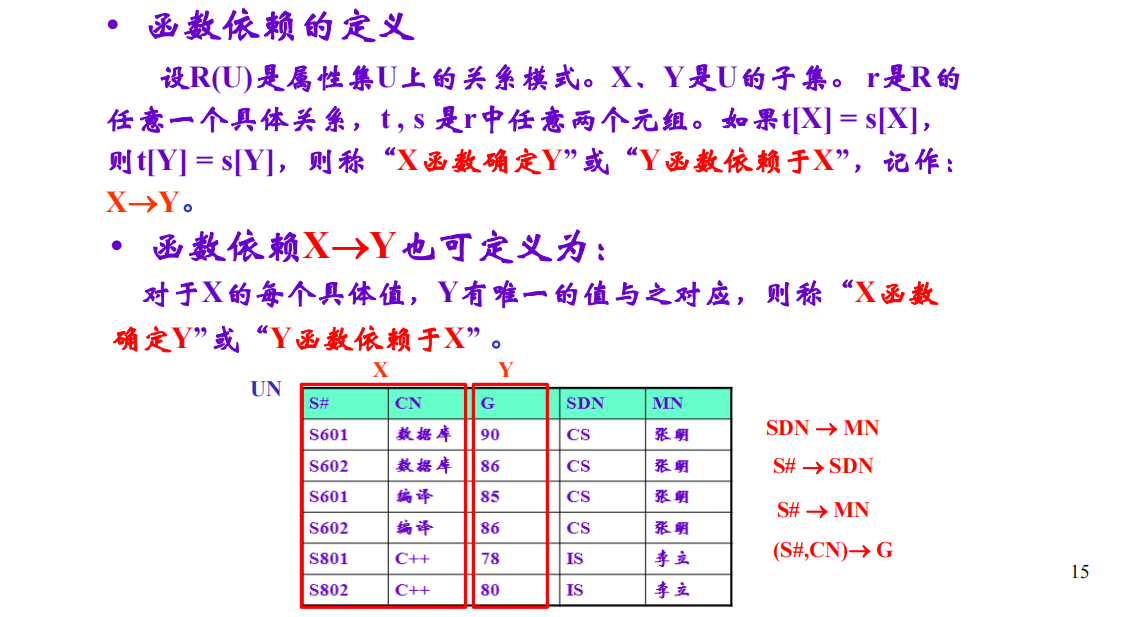 • 函数依赖的定义
设R(U)是属性集U上的关系模式。X、Y是U的子集。 r是R的
任意一个具体关系，t , s 是r中任意两个元组。如果t[X] = s[X]，
则t[Y] = s[Y]，则称“X函数确定Y”或“Y函数依赖于X”，记作：
X→Y。
• 函数依赖X→Y也可定义为：
对于X的每个具体值，Y有唯一的值与之对应，则称“X函数
确定Y”或“Y函数依赖于X” 。
X Y
UN
S# CN G SDN MN
S601 数据库 90 CS 张明
S602 数据库 86 CS 张明
S601 编译 85 CS 张明
S602 编译 86 CS 张明
S801 C++ 78 IS 李立
S802 C++ 80 IS 李立
SDN → MN
S# → SDN
S# → MN
(S#,CN)→ G
15